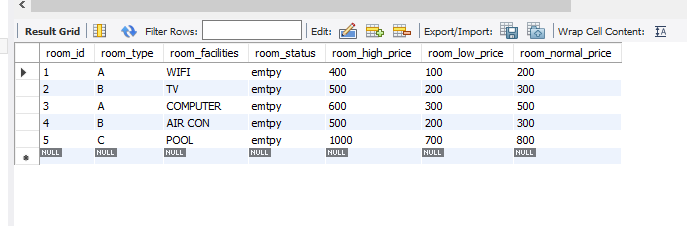 Result Grid Filter Rows: Edit: Export/Import: Wrap Cell Content: IA
room_id room_type room_facilities room_status room_high_price room_low_price room_normal_price
1 A WIFI emtpy 400 100 200
2 B TV emtpy 500 200 300
3 A COMPUTER emtpy 600 300 500
4 B AIR CON emtpy 500 200 300
5 C POOL emtpy 1000 700 800
NULL NULL NULL NULL NULL NULL NULL